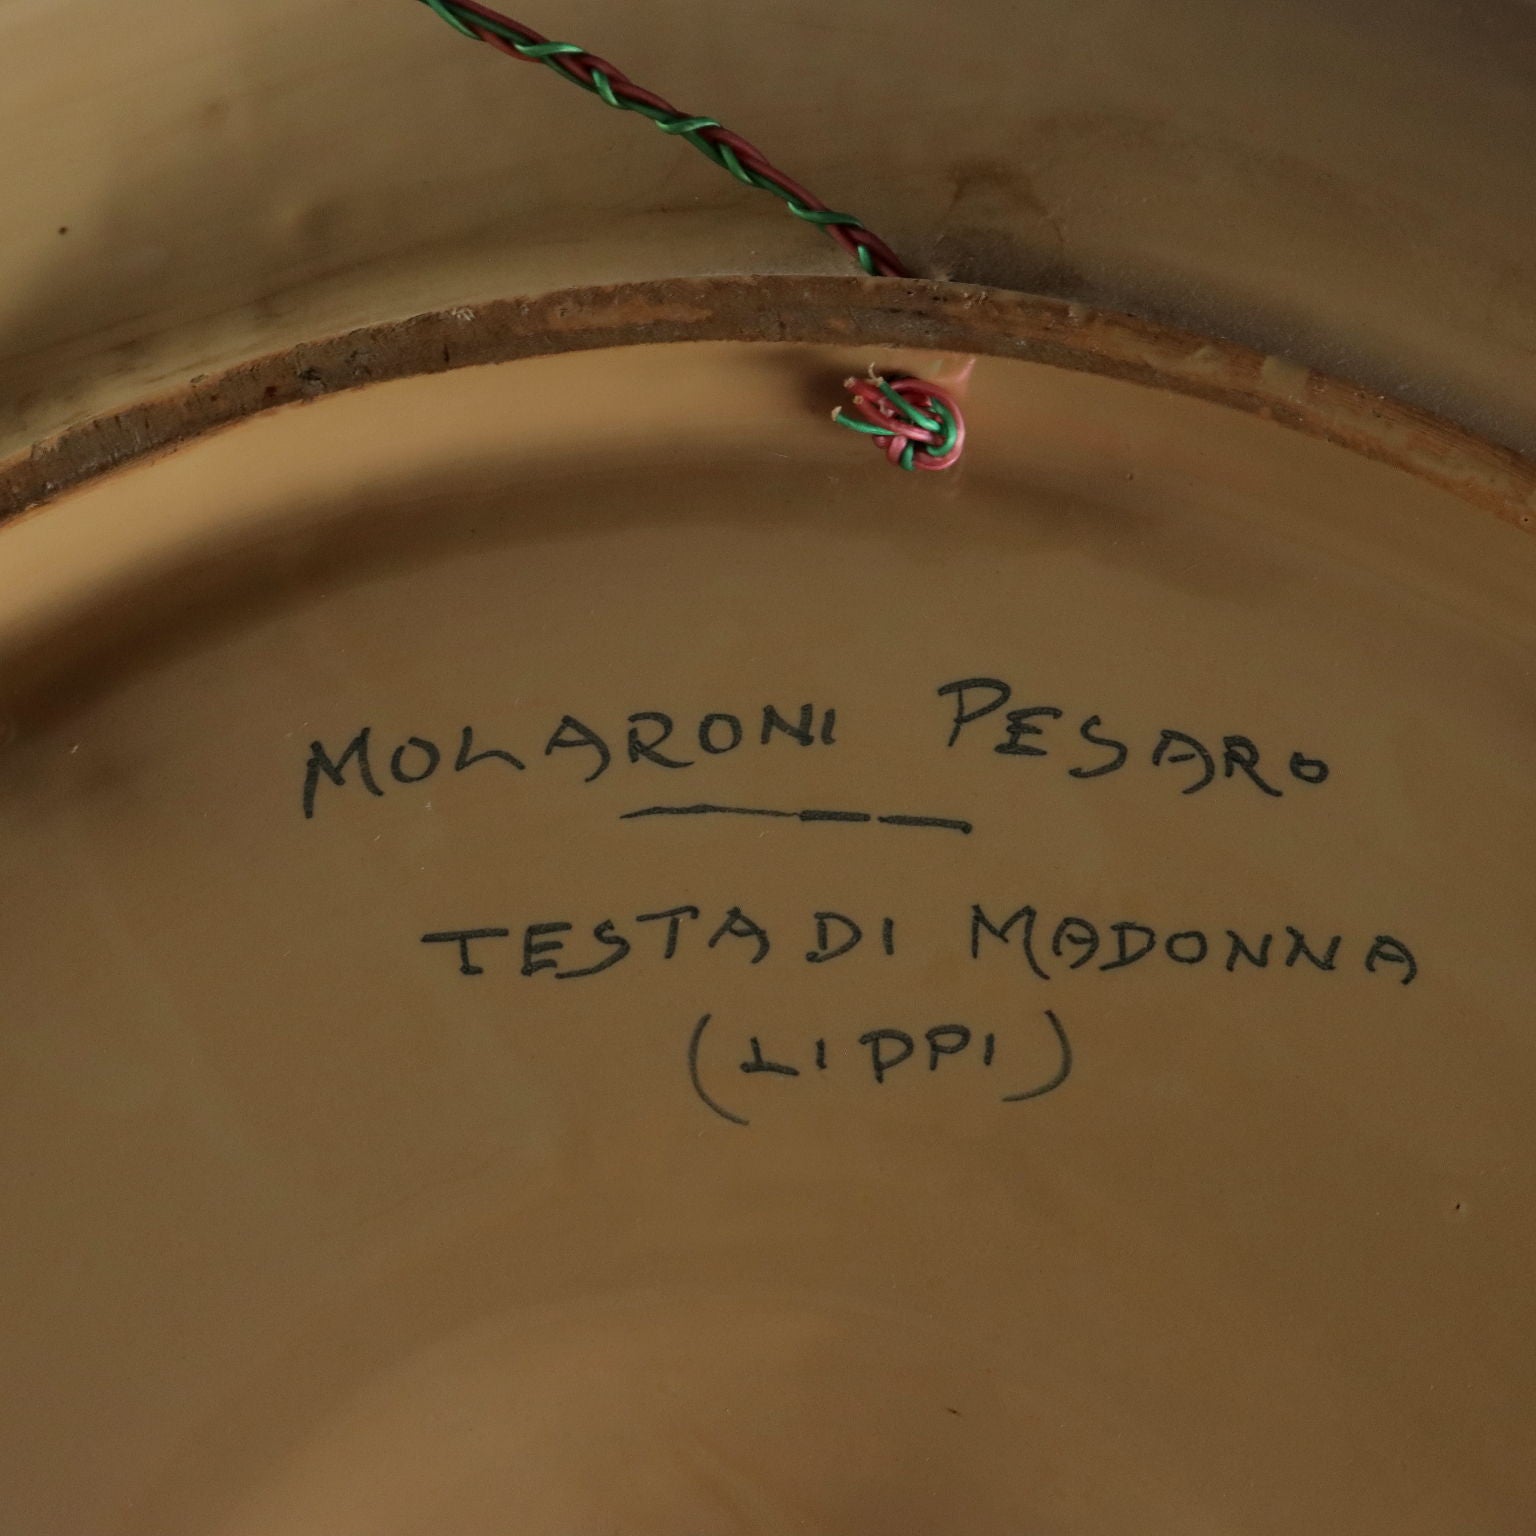 MOLARONI PESARO
TESTA DI MADONNA
(LIPPI)